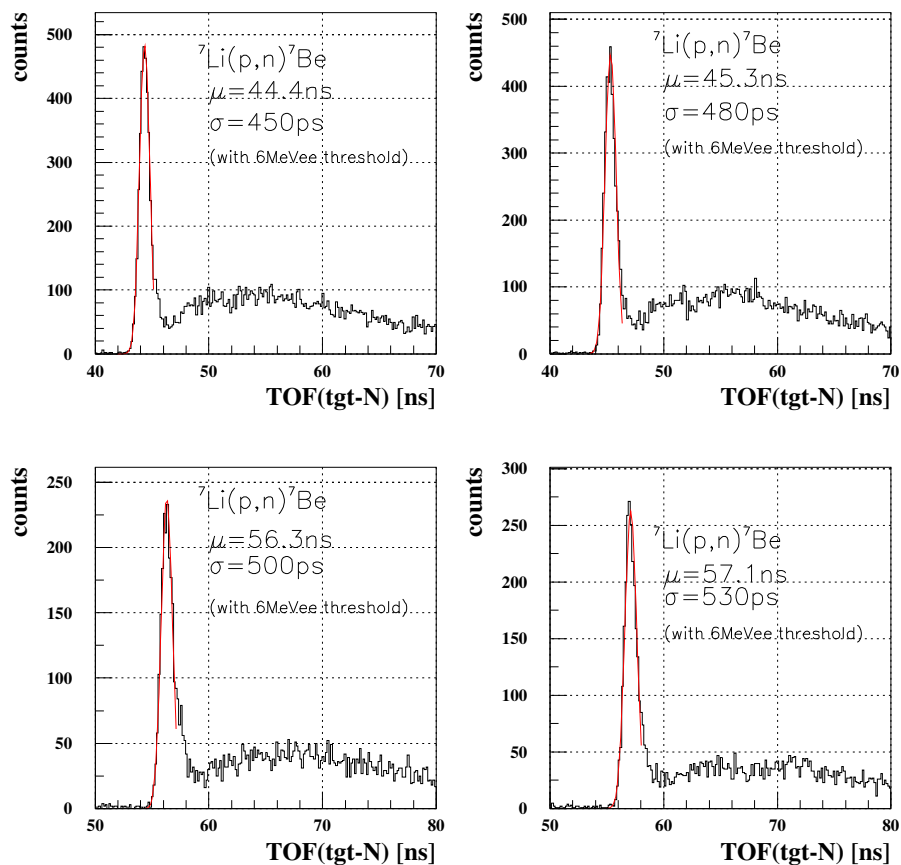 counts
500
400
300
200
100
0
⁷Li(p,n)⁷Be
μ=44.4ns
σ=450ps
(with 6MeVee threshold)
40 50 60 70
TOF(tgt-N) [ns]
counts
500
400
300
200
100
0
⁷Li(p,n)⁷Be
μ=45.3ns
σ=480ps
(with 6MeVee threshold)
40 50 60 70
TOF(tgt-N) [ns]
counts
250
200
150
100
50
0
⁷Li(p,n)⁷Be
μ=56.3ns
σ=500ps
(with 6MeVee threshold)
50 60 70 80
TOF(tgt-N) [ns]
counts
300
250
200
150
100
50
0
⁷Li(p,n)⁷Be
μ=57.1ns
σ=530ps
(with 6MeVee threshold)
50 60 70 80
TOF(tgt-N) [ns]